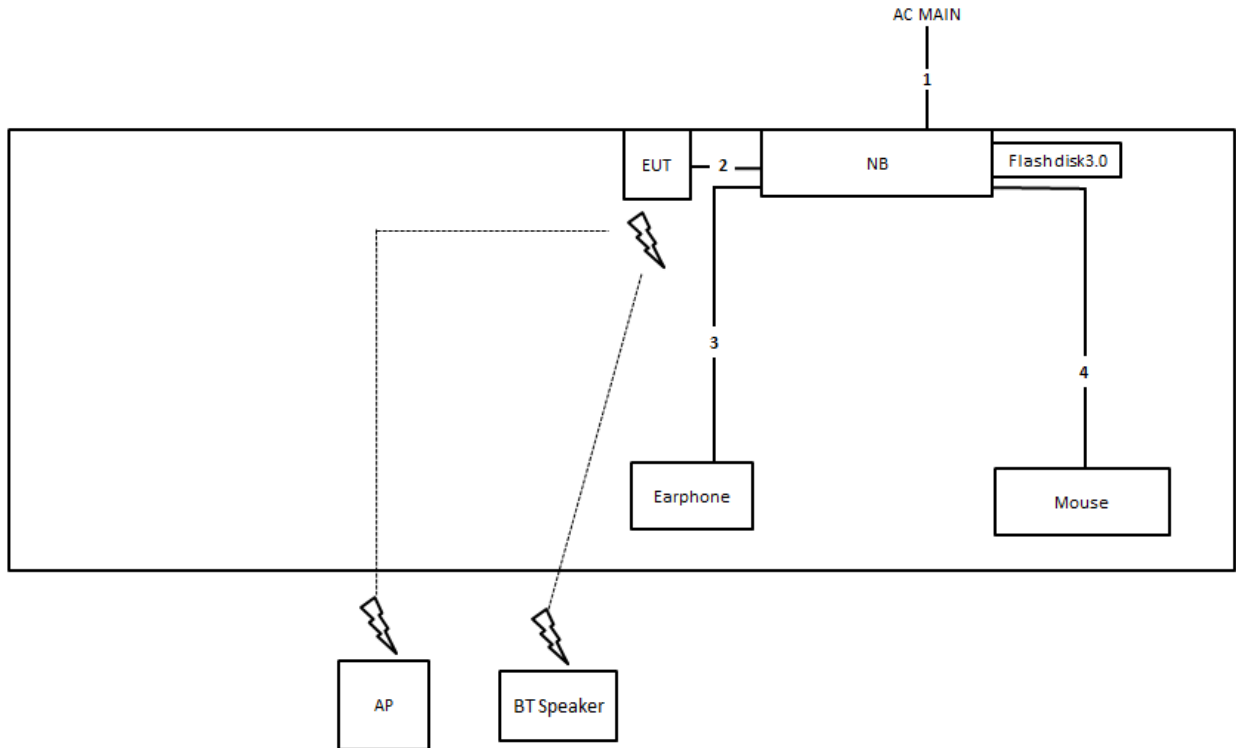 AC MAIN
1
EUT
2
NB
Flashdisk3.0
3
4
Earphone
Mouse
AP
BT Speaker